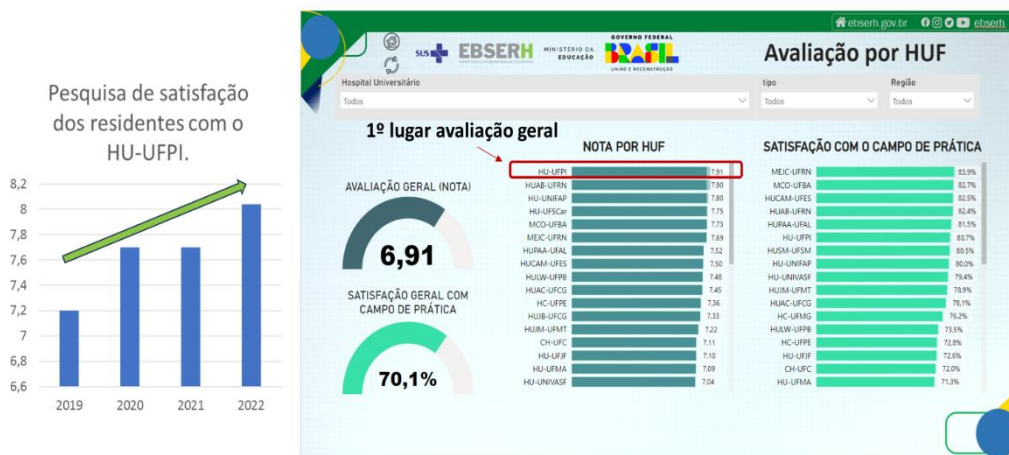 Pesquisa de satisfação
dos residentes com o
HU-UFPI.
8,2
8
7,8
7,6
7,4
7,2
7
6,8
6,6
2019 2020 2021 2022
ebserh.gov.br ebserh
SUS EBSERH MINISTÉRIO DA EDUCAÇÃO GOVERNO FEDERAL BRASIL UNIÃO E RECONSTRUÇÃO
Avaliação por HUF
Hospital Universitário tipo Região
Todos Todos Todos
1º lugar avaliação geral
AVALIAÇÃO GERAL (NOTA)
6,91
SATISFAÇÃO GERAL COM
CAMPO DE PRÁTICA
70,1%
NOTA POR HUF
HU-UFPI 7.91
HUAB-UFRN 7.90
HU-UNIFAP 7.80
HU-UFSCar 7.75
MCO-UFBA 7.73
MEJC-UFRN 7.69
HUPAA-UFAL 7.52
HUCAM-UFES 7.50
HULW-UFPB 7.48
HUAC-UFCG 7.45
HC-UFPE 7.36
HUJB-UFCG 7.33
HUJM-UFMT 7.22
CH-UFC 7.11
HU-UFJF 7.10
HU-UFMA 7.09
HU-UNIVASF 7.04
SATISFAÇÃO COM O CAMPO DE PRÁTICA
MEJC-UFRN 83.9%
MCO-UFBA 82.7%
HUCAM-UFES 82.5%
HUAB-UFRN 82.4%
HUPAA-UFAL 81.5%
HU-UFPI 80.7%
HUSM-UFSM 80.5%
HU-UNIFAP 80.0%
HU-UNIVASF 79.4%
HUJM-UFMT 78.9%
HUAC-UFCG 78.1%
HC-UFMG 76.2%
HULW-UFPB 73.5%
HC-UFPE 72.8%
HU-UFJF 72.6%
CH-UFC 72.0%
HU-UFMA 71.3%